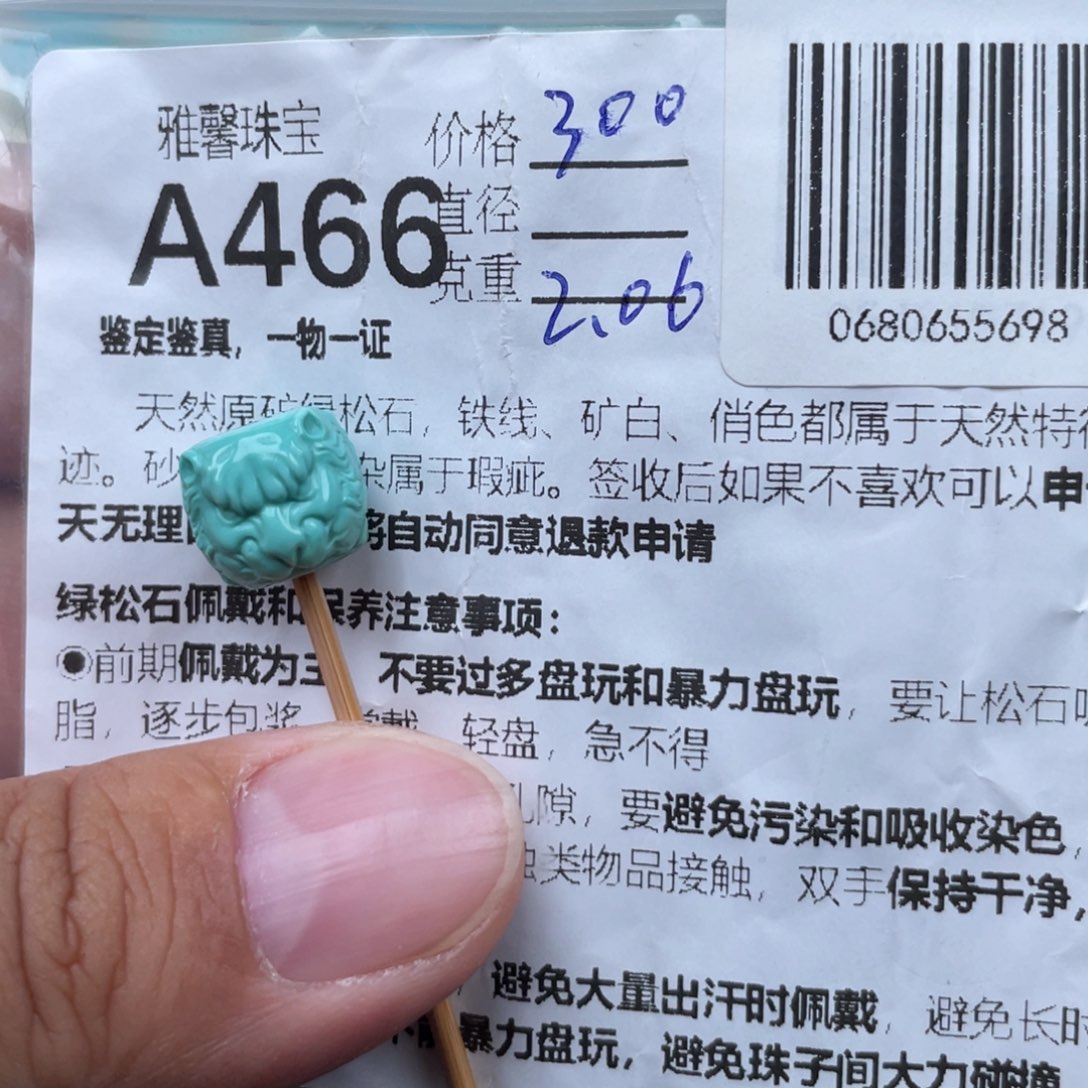 雅馨珠宝
价格 300
A466
直径
克重 2.06
鉴定鉴真，一物一证
0680655698
天然原矿绿松石，铁线、矿白、俏色都属于天然特征
迹。砂 杂属于瑕疵。签收后如果不喜欢可以申
天无理 将自动同意退款申请
绿松石佩戴和保养注意事项：
◉前期佩戴为主 不要过多盘玩和暴力盘玩，要让松石
脂，逐步包浆 戴 轻盘，急不得
孔隙，要避免污染和吸收染色，
类物品接触，双手保持干净，
避免大量出汗时佩戴，避免长时
暴力盘玩，避免珠子间大力碰撞